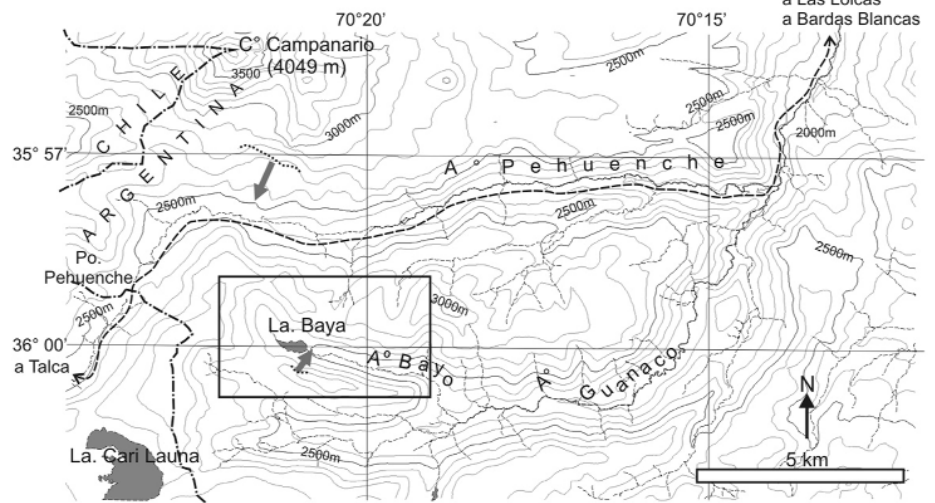 a Las Loicas
a Bardas Blancas
70°20'
70°15'
C° Campanario
(4049 m)
3500
2500m
2500m
2500m
CHILE
ARGENTINA
3000m
2500m
2000m
35° 57'
A° Pehuenche
2500m
2500m
2500m
Po.
Pehuenche
2500m
3000m
La. Baya
36° 00'
a Talca
A° Bayo
A° Guanaco
N
La. Cari Launa
2500m
5 km